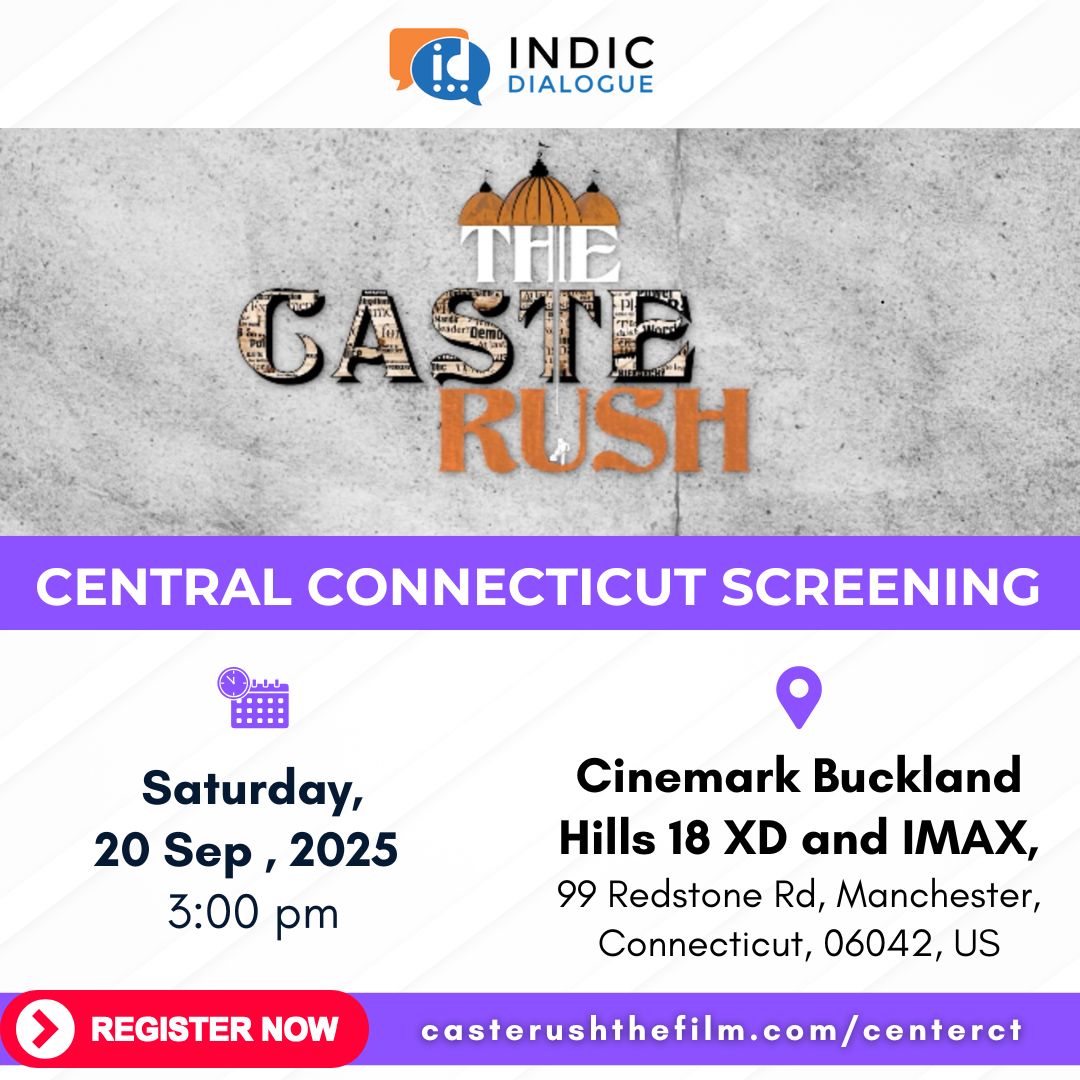 id
INDIC
DIALOGUE
THE
CASTE
RUSH
CENTRAL CONNECTICUT SCREENING
Saturday,
20 Sep , 2025
3:00 pm
Cinemark Buckland
Hills 18 XD and IMAX,
99 Redstone Rd, Manchester,
Connecticut, 06042, US
REGISTER NOW
casterushthefilm.com/centerct